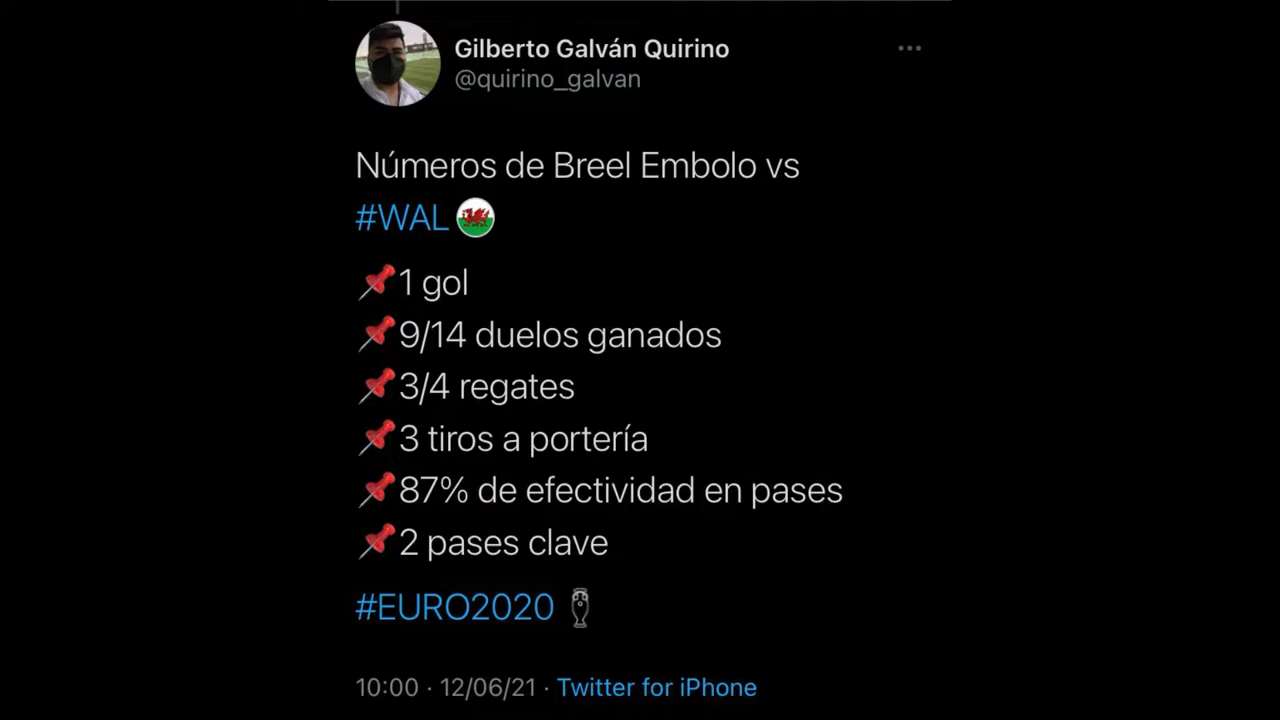 Gilberto Galván Quirino
@quirino_galvan
Números de Breel Embolo vs
#WAL
1 gol
9/14 duelos ganados
3/4 regates
3 tiros a portería
87% de efectividad en pases
2 pases clave
#EURO2020
10:00 · 12/06/21 · Twitter for iPhone